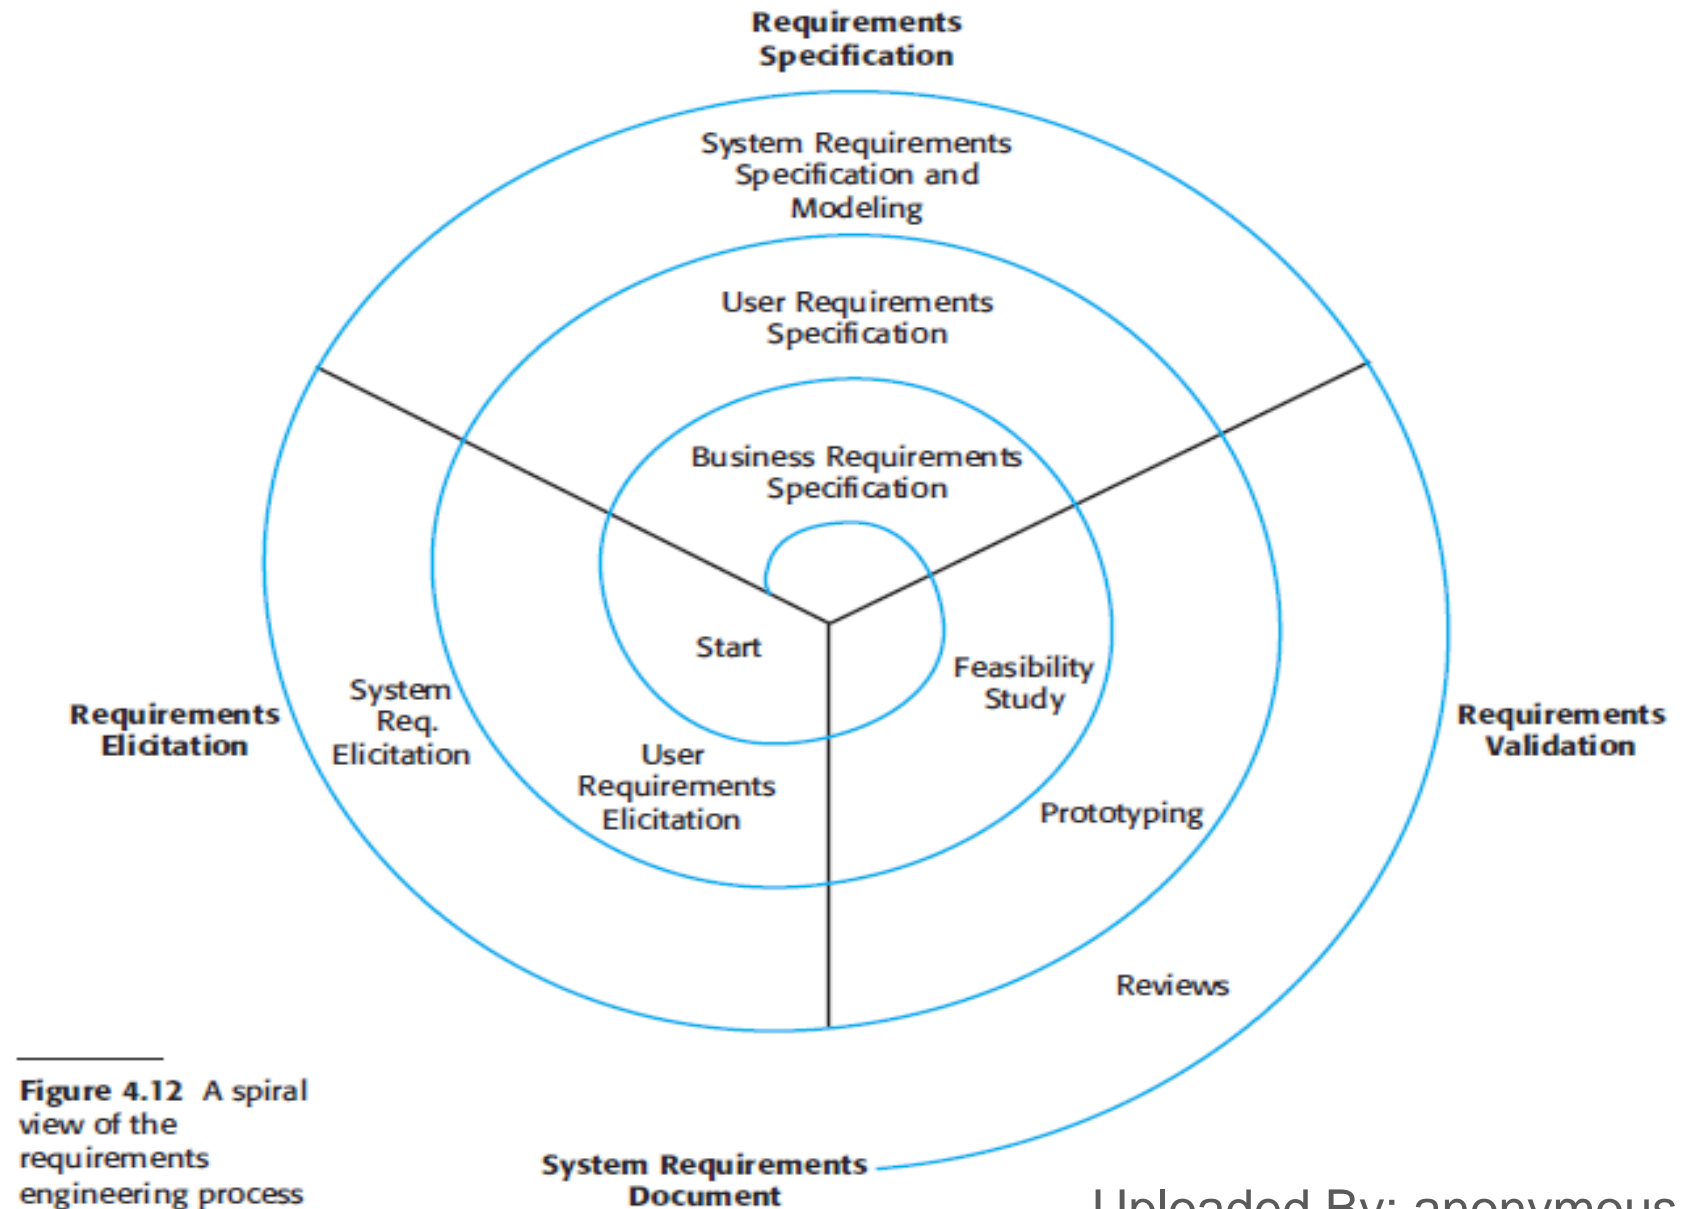 Requirements
Specification
System Requirements
Specification and
Modeling
User Requirements
Specification
Business Requirements
Specification
Start
Feasibility
Study
System
Req.
Elicitation
Requirements
Elicitation
Requirements
Validation
User
Requirements
Elicitation
Prototyping
Reviews
Figure 4.12 A spiral
view of the
requirements
engineering process
System Requirements
Document
Uploaded By: anonymous